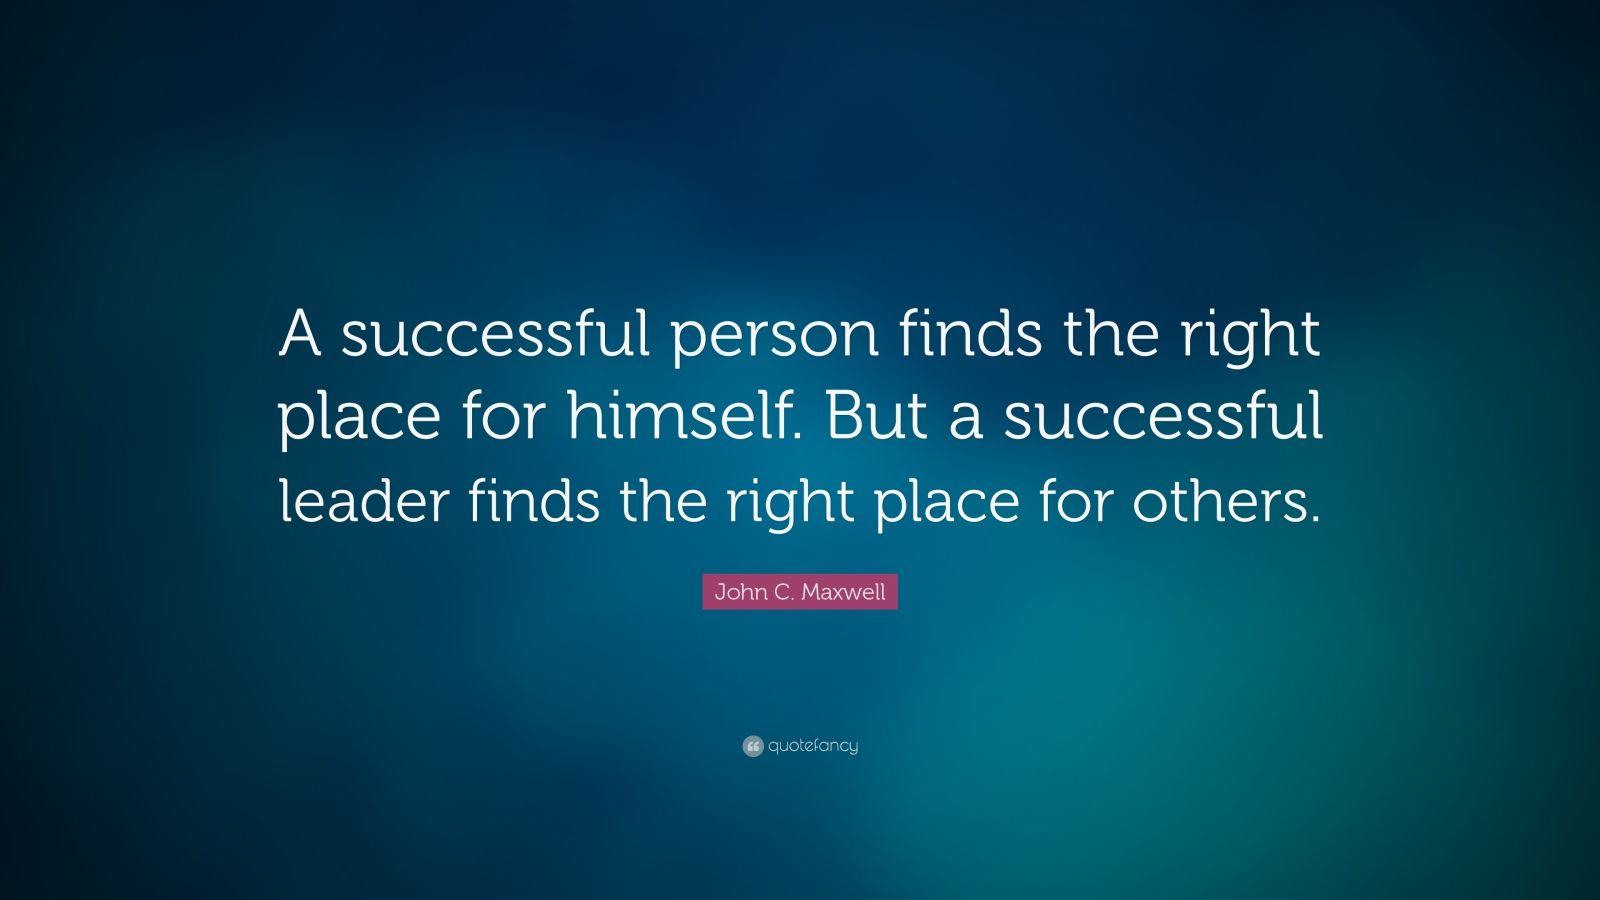 A successful person finds the right
place for himself. But a successful
leader finds the right place for others.
John C. Maxwell
quotefancy